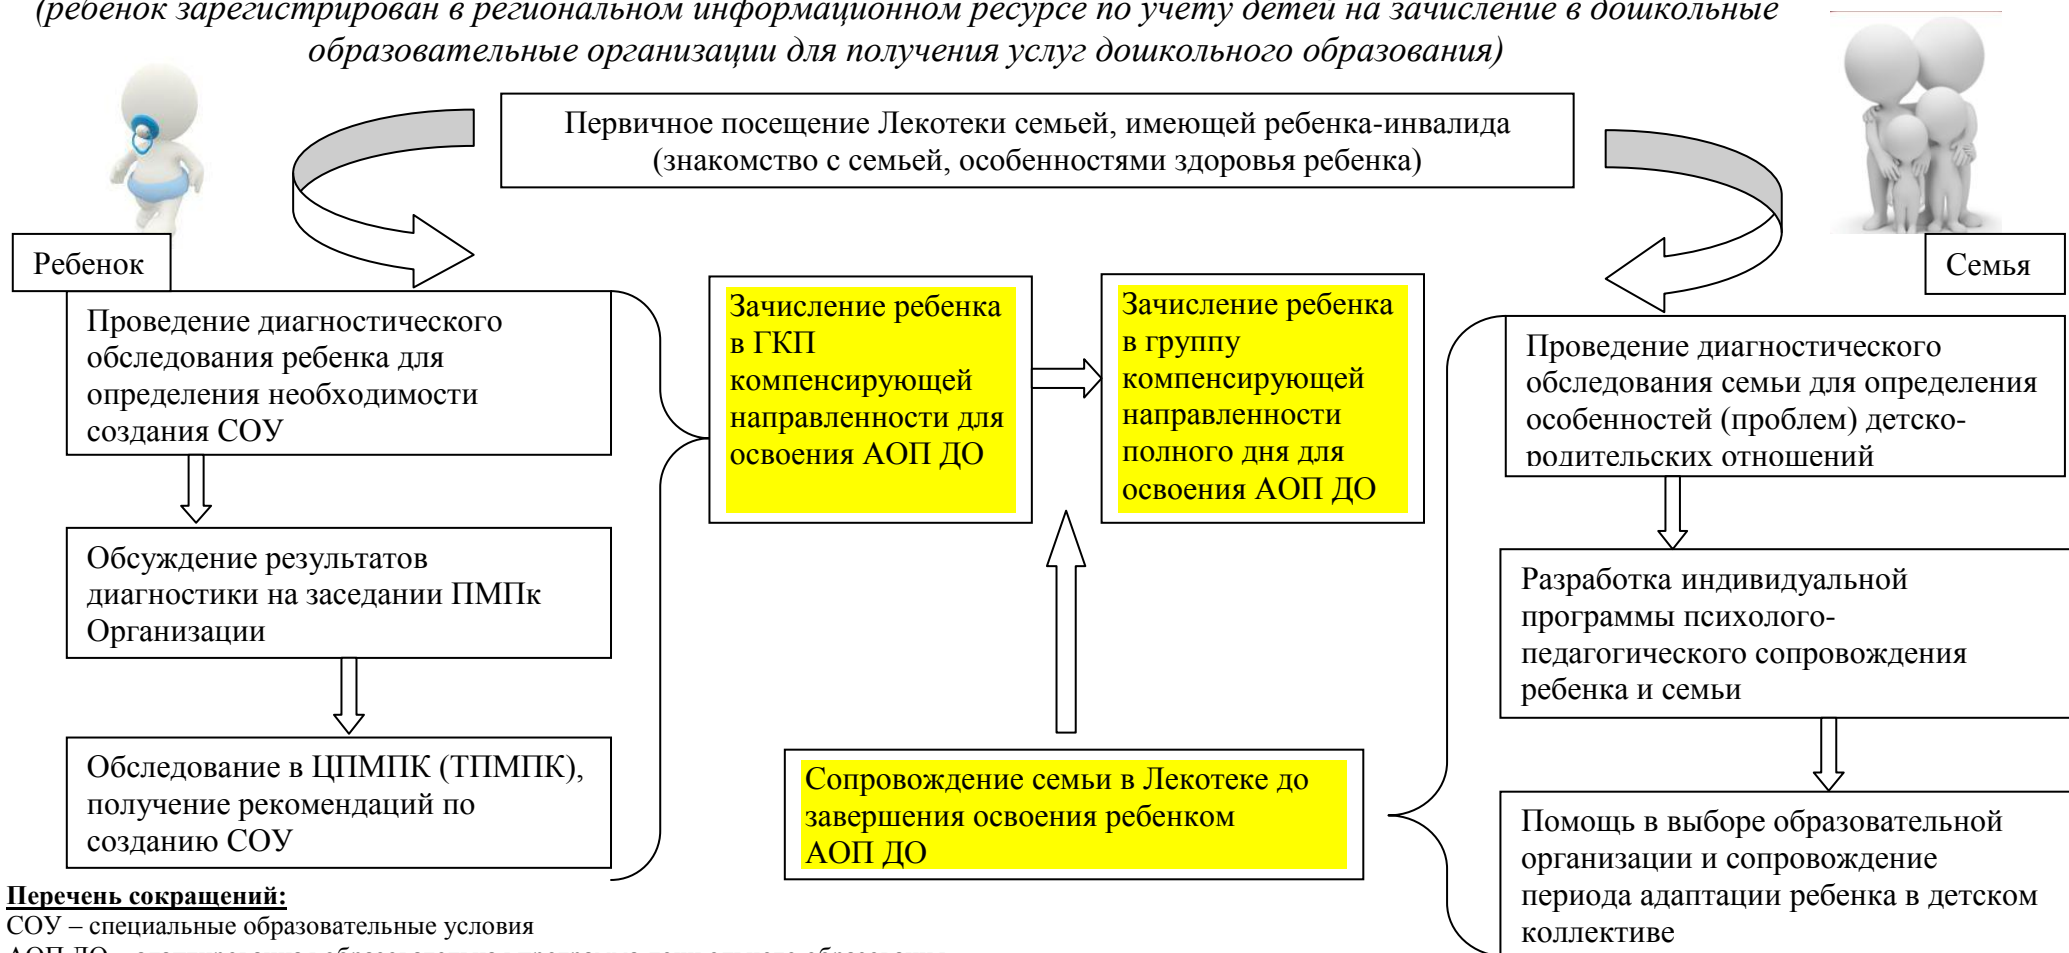 (ребенок зарегистрирован в региональном информационном ресурсе по учету детей на зачисление в дошкольные
образовательные организации для получения услуг дошкольного образования)
Первичное посещение Лекотеки семьей, имеющей ребенка-инвалида
(знакомство с семьей, особенностями здоровья ребенка)
Ребенок
Семья
Проведение диагностического
обследования ребенка для
определения необходимости
создания СОУ
Обсуждение результатов
диагностики на заседании ПМПк
Организации
Обследование в ЦПМПК (ТПМПК),
получение рекомендаций по
созданию СОУ
Зачисление ребенка
в ГКП
компенсирующей
направленности для
освоения АОП ДО
Зачисление ребенка
в группу
компенсирующей
направленности
полного дня для
освоения АОП ДО
Сопровождение семьи в Лекотеке до
завершения освоения ребенком
АОП ДО
Проведение диагностического
обследования семьи для определения
особенностей (проблем) детско-
родительских отношений
Разработка индивидуальной
программы психолого-
педагогического сопровождения
ребенка и семьи
Помощь в выборе образовательной
организации и сопровождение
периода адаптации ребенка в детском
коллективе
Перечень сокращений:
СОУ – специальные образовательные условия